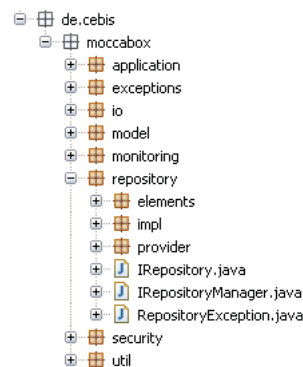 de.cebis
moccabox
application
exceptions
io
model
monitoring
repository
elements
impl
provider
IRepository.java
IRepositoryManager.java
RepositoryException.java
security
util